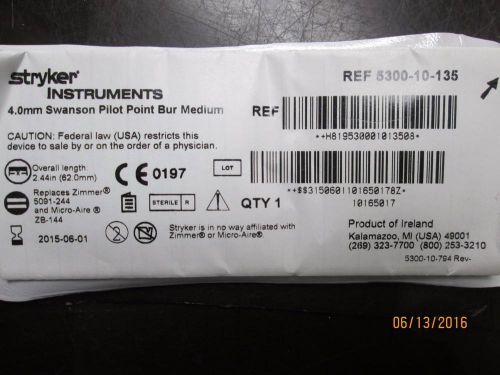 stryker®
INSTRUMENTS
REF 5300-10-135
4.0mm Swanson Pilot Point Bur Medium
REF
*+H819530001013508*
CAUTION: Federal law (USA) restricts this
device to sale by or on the order of a physician.
Overall length:
2.44in (62.0mm)
CE 0197
LOT
*+$$3150601101650178Z*
10165017
Replaces Zimmer®
5091-244
and Micro-Aire®
ZB-144
2
STERILE R
QTY 1
2015-06-01
Stryker is in no way affiliated with
Zimmer® or Micro-Aire®.
Product of Ireland
Kalamazoo, MI (USA) 49001
(269) 323-7700 (800) 253-3210
5300-10-794 Rev-
06/13/2016